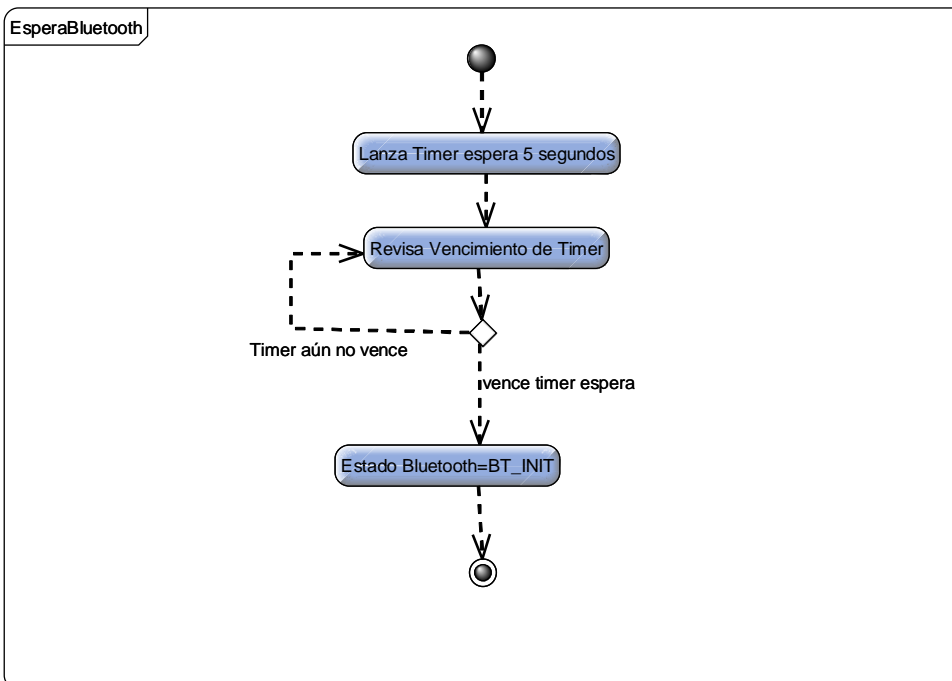 EsperaBluetooth
Lanza Timer espera 5 segundos
Revisa Vencimiento de Timer
Timer aún no vence
vence timer espera
Estado Bluetooth=BT_INIT